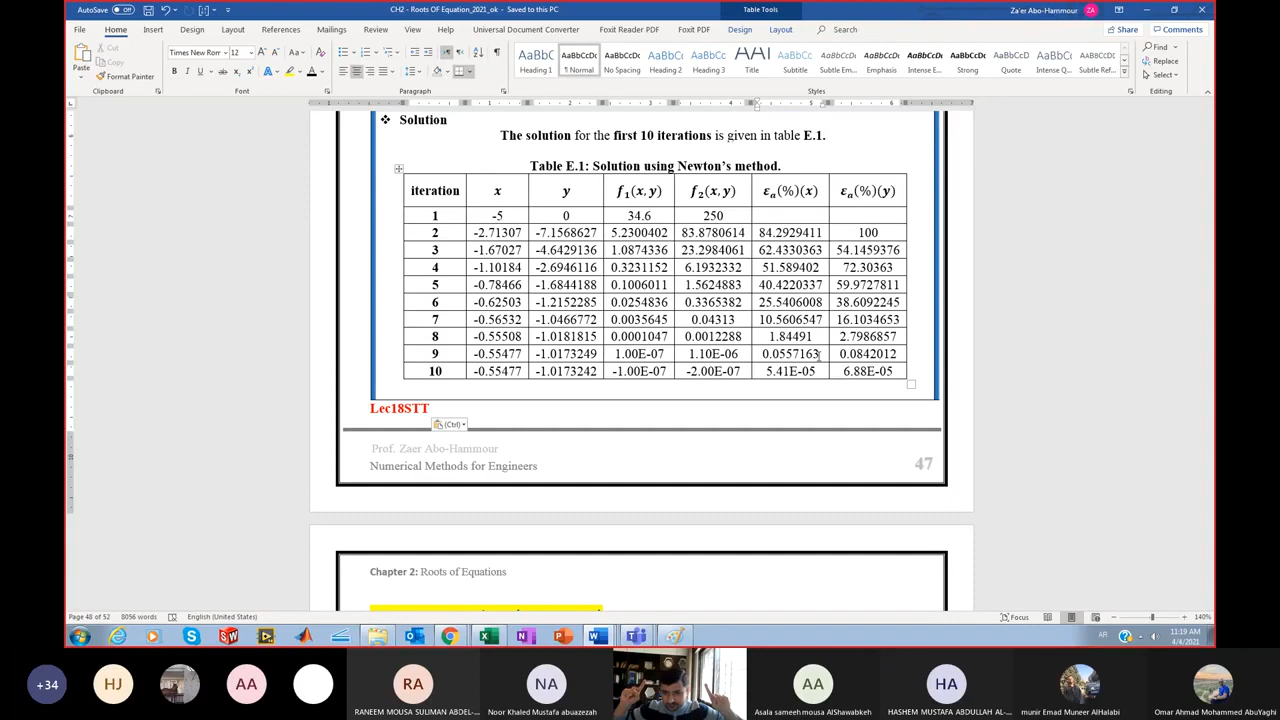 AutoSave Off
CH2 - Roots OF Equation_2021_ok - Saved to this PC
Table Tools
Za'er Abo-Hammour ZA
File Home Insert Design Layout References Mailings Review View Help Universal Document Converter Foxit Reader PDF Foxit PDF Design Layout Search Share Comments
Paste Cut Copy Format Painter
Times New Rom 12
Heading 1 Normal No Spacing Heading 2 Heading 3 Title Subtitle Subtle Em... Emphasis Intense E... Strong Quote Intense Q... Subtle Ref...
Find Replace Select
Clipboard Font Paragraph Styles Editing
Solution
The solution for the first 10 iterations is given in table E.1.
Table E.1: Solution using Newton's method.
iteration x y f₁(x, y) f₂(x, y) εₐ(%)(x) εₐ(%)(y)
1 -5 0 34.6 250
2 -2.71307 -7.1568627 5.2300402 83.8780614 84.2929411 100
3 -1.67027 -4.6429136 1.0874336 23.2984061 62.4330363 54.1459376
4 -1.10184 -2.6946116 0.3231152 6.1932332 51.589402 72.30363
5 -0.78466 -1.6844188 0.1006011 1.5624883 40.4220337 59.9727811
6 -0.62503 -1.2152285 0.0254836 0.3365382 25.5406008 38.6092245
7 -0.56532 -1.0466772 0.0035645 0.04313 10.5606547 16.1034653
8 -0.55508 -1.0181815 0.0001047 0.0012288 1.84491 2.7986857
9 -0.55477 -1.0173249 1.00E-07 1.10E-06 0.0557163 0.0842012
10 -0.55477 -1.0173242 -1.00E-07 -2.00E-07 5.41E-05 6.88E-05
Lec18STT
(Ctrl)
Prof. Zaer Abo-Hammour
Numerical Methods for Engineers 47
Chapter 2: Roots of Equations
Page 48 of 52 8056 words English (United States) Focus 140%
AR 11:19 AM
4/4/2021
+34 HJ AA RA NA AA HA
RANEEM MOUSA SULIMAN ABDEL-... Noor Khaled Mustafa abuazezah Asala sameeh mousa AlShawabkeh HASHEM MUSTAFA ABDULLAH AL-... munir Emad Muneer AlHalabi Omar Ahmad Mohammed AbuYaghi